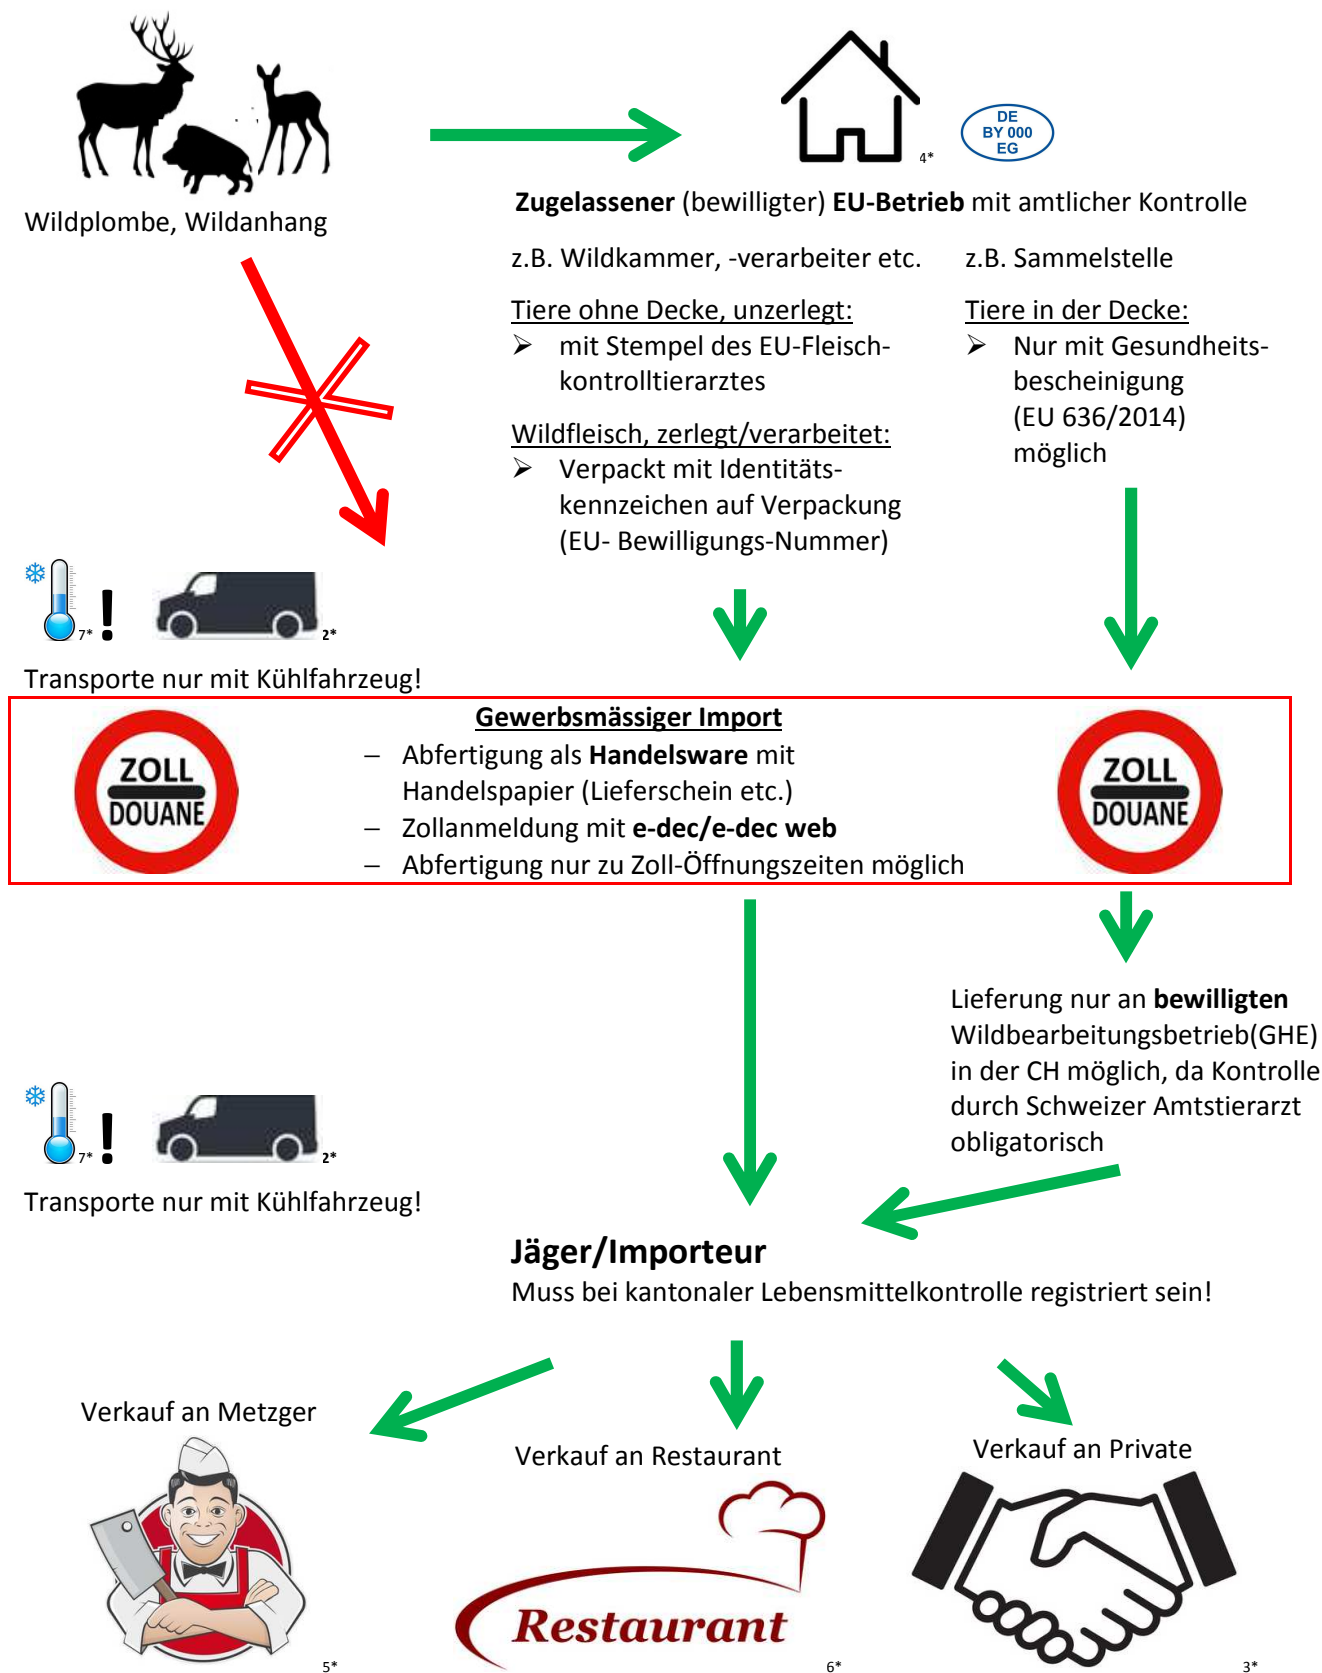 DE
BY 000
EG
4*
Wildplombe, Wildanhang
Zugelassener (bewilligter) EU-Betrieb mit amtlicher Kontrolle
z.B. Wildkammer, -verarbeiter etc.
Tiere ohne Decke, unzerlegt:
➢ mit Stempel des EU-Fleisch-
kontrolltierarztes
Wildfleisch, zerlegt/verarbeitet:
➢ Verpackt mit Identitäts-
kennzeichen auf Verpackung
(EU- Bewilligungs-Nummer)
z.B. Sammelstelle
Tiere in der Decke:
➢ Nur mit Gesundheits-
bescheinigung
(EU 636/2014)
möglich
7*
!
2*
Transporte nur mit Kühlfahrzeug!
ZOLL
DOUANE
Gewerbsmässiger Import
– Abfertigung als Handelsware mit
Handelspapier (Lieferschein etc.)
– Zollanmeldung mit e-dec/e-dec web
– Abfertigung nur zu Zoll-Öffnungszeiten möglich
ZOLL
DOUANE
Lieferung nur an bewilligten
Wildbearbeitungsbetrieb(GHE)
in der CH möglich, da Kontrolle
durch Schweizer Amtstierarzt
obligatorisch
7*
!
2*
Transporte nur mit Kühlfahrzeug!
Jäger/Importeur
Muss bei kantonaler Lebensmittelkontrolle registriert sein!
Verkauf an Metzger
5*
Verkauf an Restaurant
Restaurant
6*
Verkauf an Private
3*